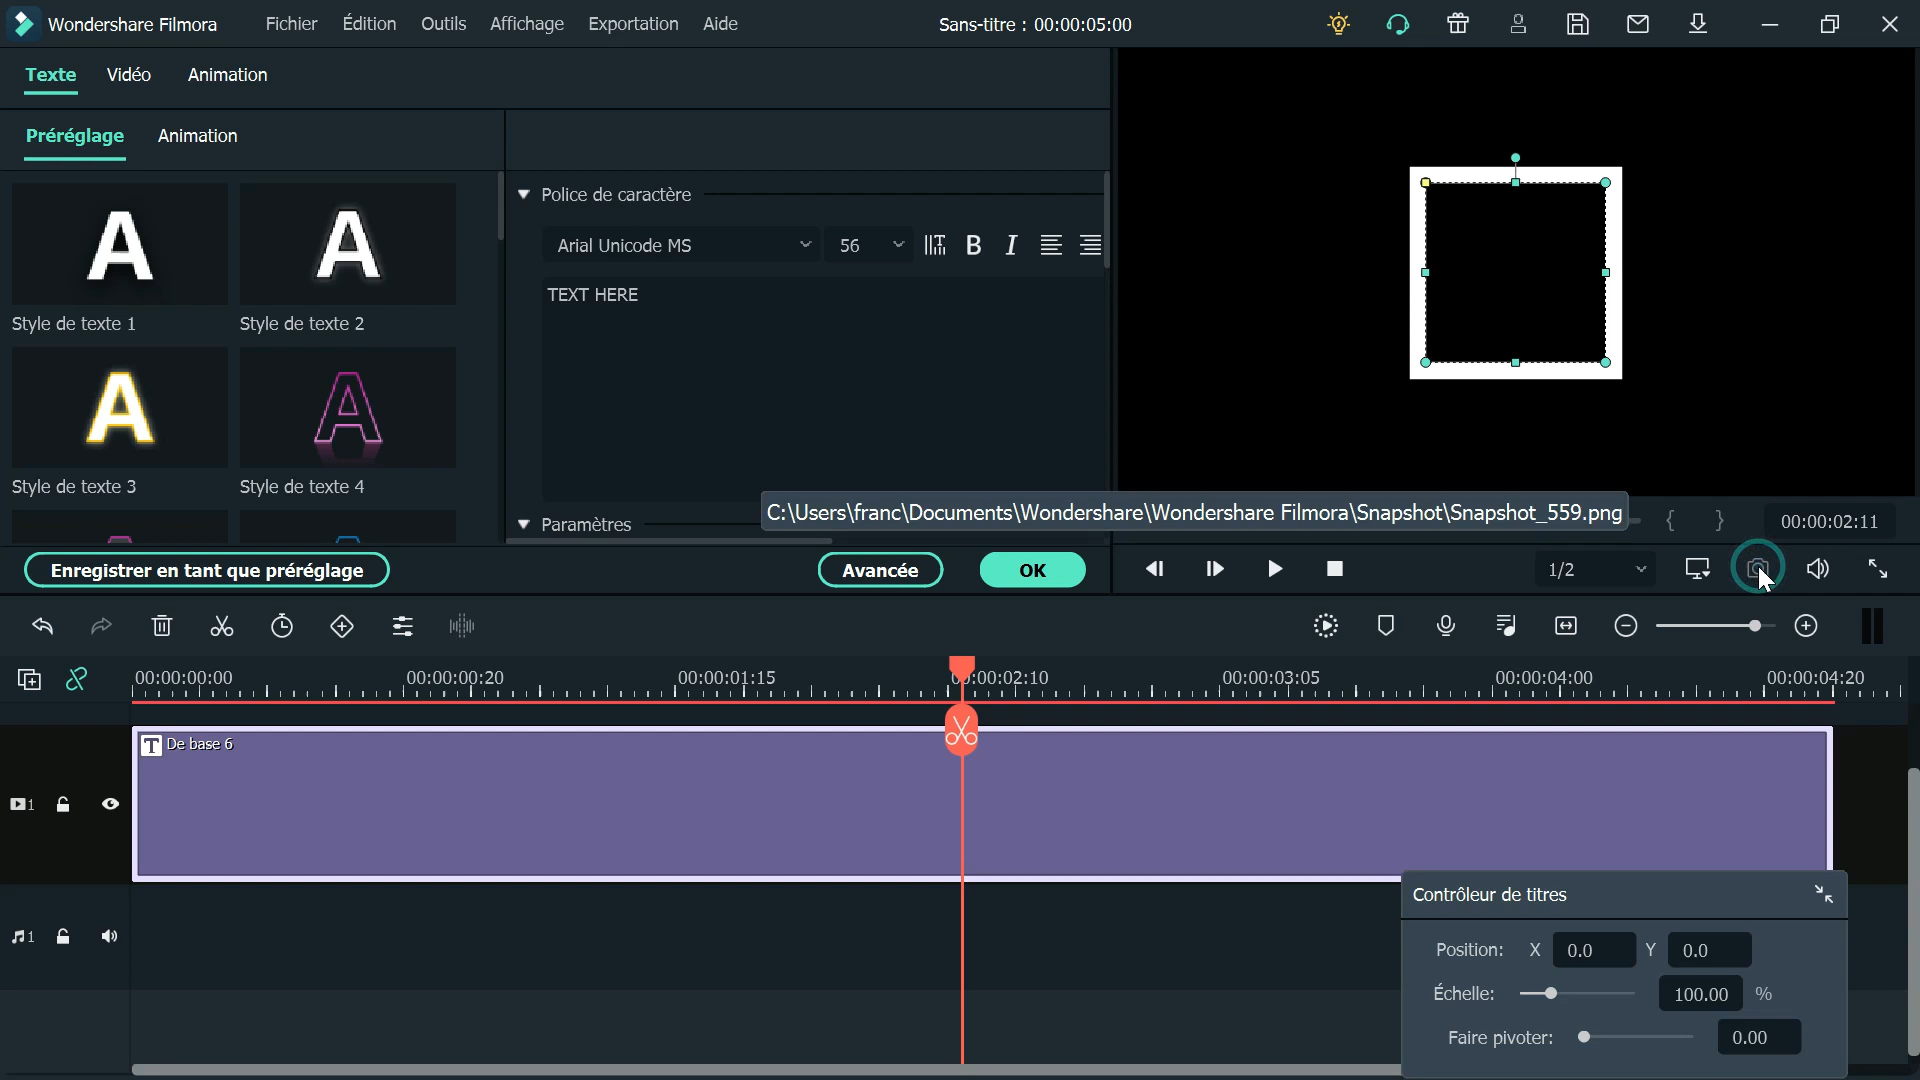 Wondershare Filmora Fichier Édition Outils Affichage Exportation Aide Sans-titre : 00:00:05:00
Texte Vidéo Animation
Préréglage Animation
Police de caractère
Arial Unicode MS 56 B I
TEXT HERE
A A
Style de texte 1 Style de texte 2
A A
Style de texte 3 Style de texte 4
Paramètres
C:\Users\franc\Documents\Wondershare\Wondershare Filmora\Snapshot\Snapshot_559.png
{ } 00:00:02:11
Enregistrer en tant que préréglage Avancée OK
1/2
00:00:00:00 00:00:00:20 00:00:01:15 00:00:02:10 00:00:03:05 00:00:04:00 00:00:04:20
T De base 6
1
1
Contrôleur de titres
Position: X 0.0 Y 0.0
Échelle: 100.00 %
Faire pivoter: 0.00